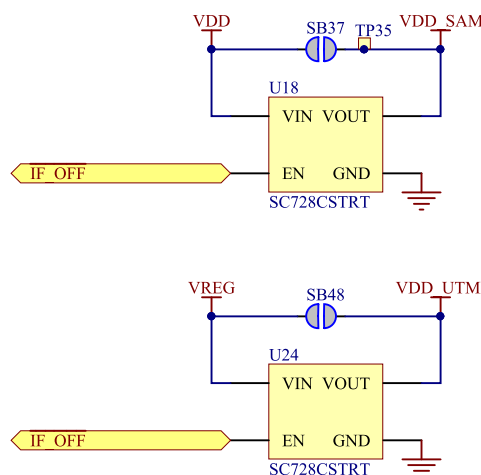 VDD SB37 TP35 VDD_SAM
U18
VIN VOUT
IF_OFF EN GND
SC728CSTRT
VREG SB48 VDD_UTM
U24
VIN VOUT
IF_OFF EN GND
SC728CSTRT